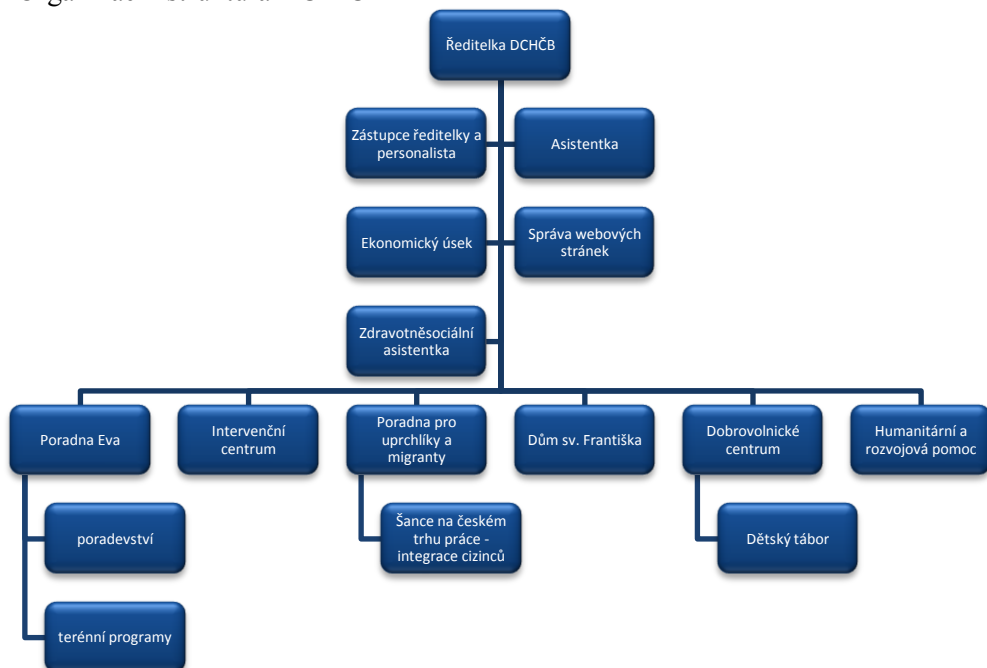 Ředitelka DCHČB
Zástupce ředitelky a
personalista
Asistentka
Ekonomický úsek
Správa webových
stránek
Zdravotněsociální
asistentka
Poradna Eva
Intervenční
centrum
Poradna pro
uprchlíky a
migranty
Dům sv. Františka
Dobrovolnické
centrum
Humanitární a
rozvojová pomoc
poradevství
Šance na českém
trhu práce -
integrace cizinců
Dětský tábor
terénní programy